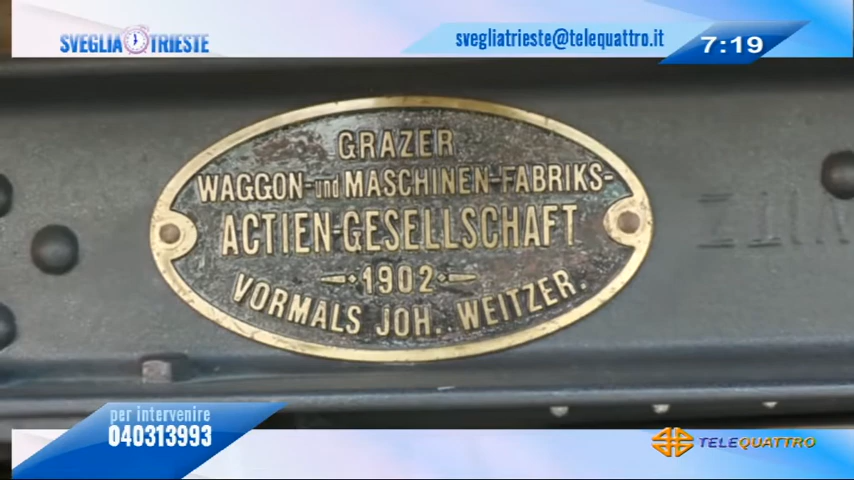 SVEGLIA TRIESTE
svegliatrieste@telequattro.it
7:19
GRAZER
WAGGON- und MASCHINEN-FABRIKS-
ACTIEN-GESELLSCHAFT
1902
VORMALS JOH. WEITZER.
per intervenire
040313993
TELEQUATTRO